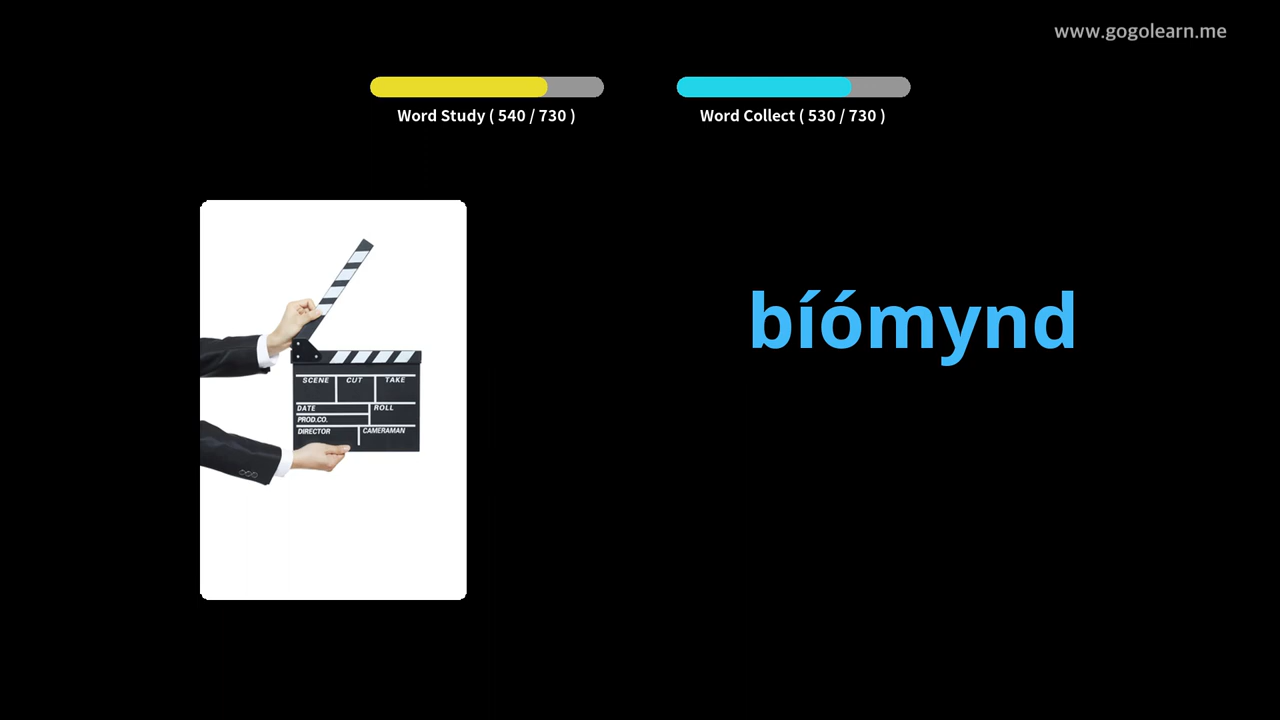 www.gogolearn.me
Word Study ( 540 / 730 )
Word Collect ( 530 / 730 )
bíómynd
SCENE CUT TAKE
DATE ROLL
PROD.CO.
DIRECTOR CAMERAMAN